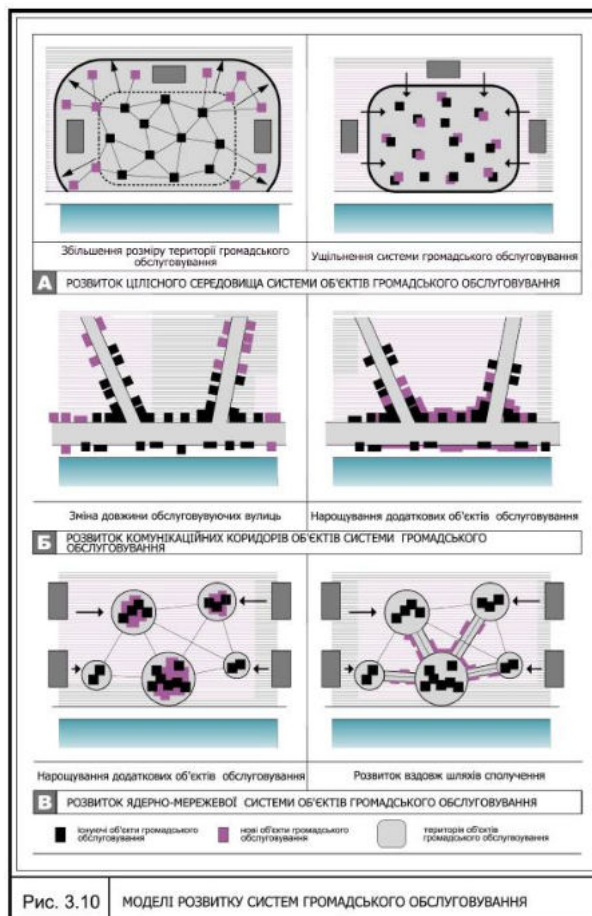 Збільшення розміру території громадського
обслуговування
Ущільнення системи громадського обслуговування
А РОЗВИТОК ЦІЛІСНОГО СЕРЕДОВИЩА СИСТЕМИ ОБ'ЄКТІВ ГРОМАДСЬКОГО ОБСЛУГОВУВАННЯ
Зміна довжини обслуговувуючих вулиць
Нарощування додаткових об'єктів обслуговування
Б РОЗВИТОК КОМУНІКАЦІЙНИХ КОРИДОРІВ ОБ'ЄКТІВ СИСТЕМИ ГРОМАДСЬКОГО
ОБСЛУГОВУВАННЯ
Нарощування додаткових об'єктів обслуговування
Розвиток вздовж шляхів сполучення
В РОЗВИТОК ЯДЕРНО-МЕРЕЖЕВОЇ СИСТЕМИ ОБ'ЄКТІВ ГРОМАДСЬКОГО ОБСЛУГОВУВАННЯ
існуючі об'єкти громадського
обслуговування
нові об'єкти громадського
обслуговування
територія об'єктів
громадського обслуговування
Рис. 3.10 МОДЕЛІ РОЗВИТКУ СИСТЕМ ГРОМАДСЬКОГО ОБСЛУГОВУВАННЯ